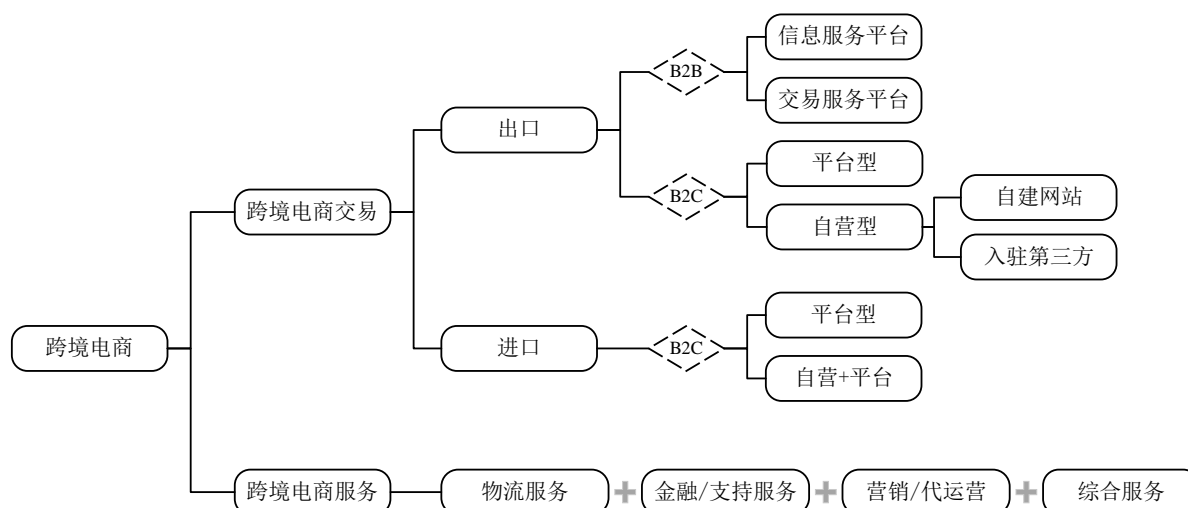 信息服务平台
B2B
交易服务平台
出口
平台型
B2C
自营型
自建网站
入驻第三方
跨境电商交易
平台型
进口
B2C
自营+平台
跨境电商
跨境电商服务
物流服务
金融/支持服务
营销/代运营
综合服务